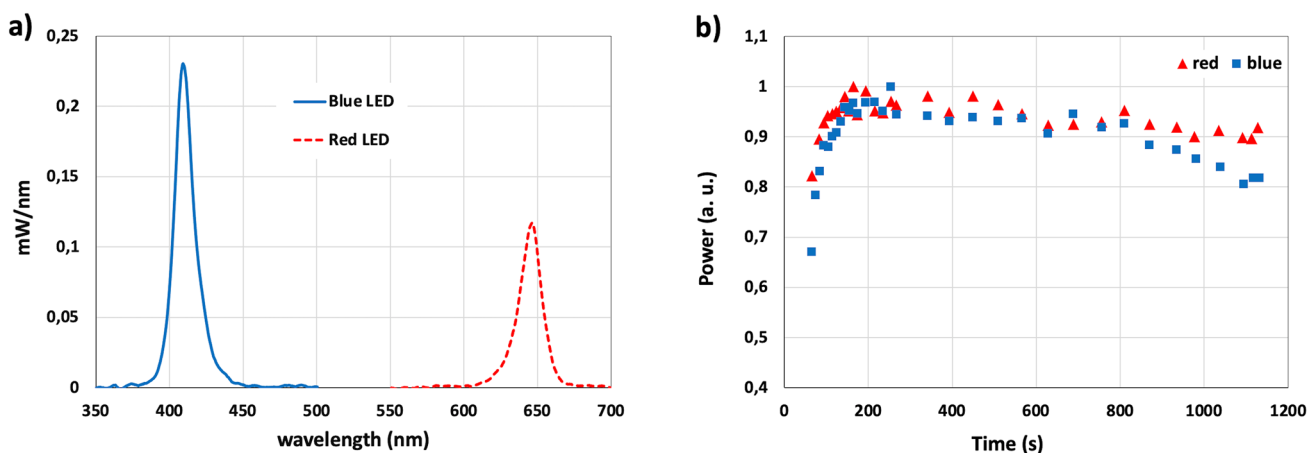 a)
mW/nm
0,25
0,2
0,15
0,1
0,05
0
350 400 450 500 550 600 650 700
wavelength (nm)
Blue LED
Red LED
b)
Power (a. u.)
1,1
1
0,9
0,8
0,7
0,6
0,5
0,4
0 200 400 600 800 1000 1200
Time (s)
red blue